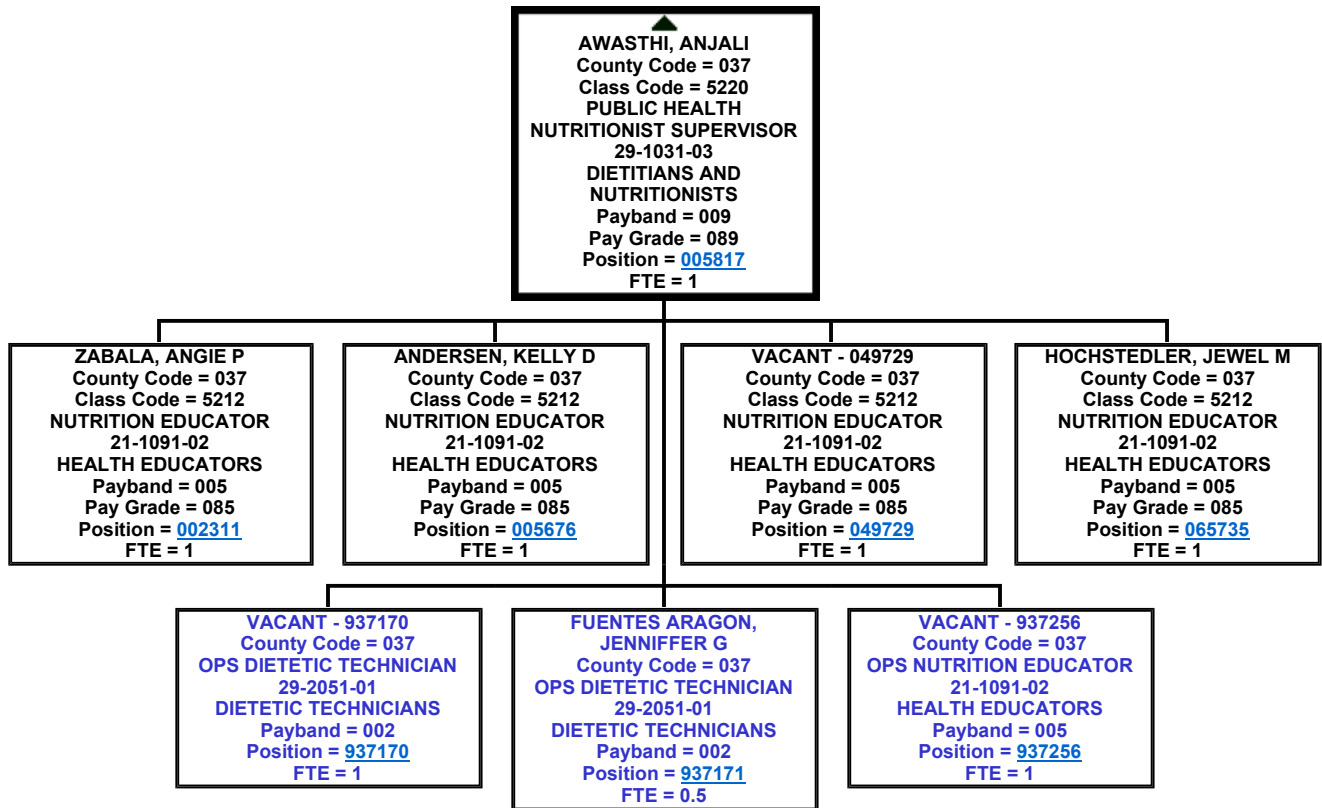 AWASTHI, ANJALI
County Code = 037
Class Code = 5220
PUBLIC HEALTH
NUTRITIONIST SUPERVISOR
29-1031-03
DIETITIANS AND
NUTRITIONISTS
Payband = 009
Pay Grade = 089
Position = 005817
FTE = 1
ZABALA, ANGIE P
County Code = 037
Class Code = 5212
NUTRITION EDUCATOR
21-1091-02
HEALTH EDUCATORS
Payband = 005
Pay Grade = 085
Position = 002311
FTE = 1
ANDERSEN, KELLY D
County Code = 037
Class Code = 5212
NUTRITION EDUCATOR
21-1091-02
HEALTH EDUCATORS
Payband = 005
Pay Grade = 085
Position = 005676
FTE = 1
VACANT - 049729
County Code = 037
Class Code = 5212
NUTRITION EDUCATOR
21-1091-02
HEALTH EDUCATORS
Payband = 005
Pay Grade = 085
Position = 049729
FTE = 1
HOCHSTEDLER, JEWEL M
County Code = 037
Class Code = 5212
NUTRITION EDUCATOR
21-1091-02
HEALTH EDUCATORS
Payband = 005
Pay Grade = 085
Position = 065735
FTE = 1
VACANT - 937170
County Code = 037
OPS DIETETIC TECHNICIAN
29-2051-01
DIETETIC TECHNICIANS
Payband = 002
Position = 937170
FTE = 1
FUENTES ARAGON,
JENNIFFER G
County Code = 037
OPS DIETETIC TECHNICIAN
29-2051-01
DIETETIC TECHNICIANS
Payband = 002
Position = 937171
FTE = 0.5
VACANT - 937256
County Code = 037
OPS NUTRITION EDUCATOR
21-1091-02
HEALTH EDUCATORS
Payband = 005
Position = 937256
FTE = 1